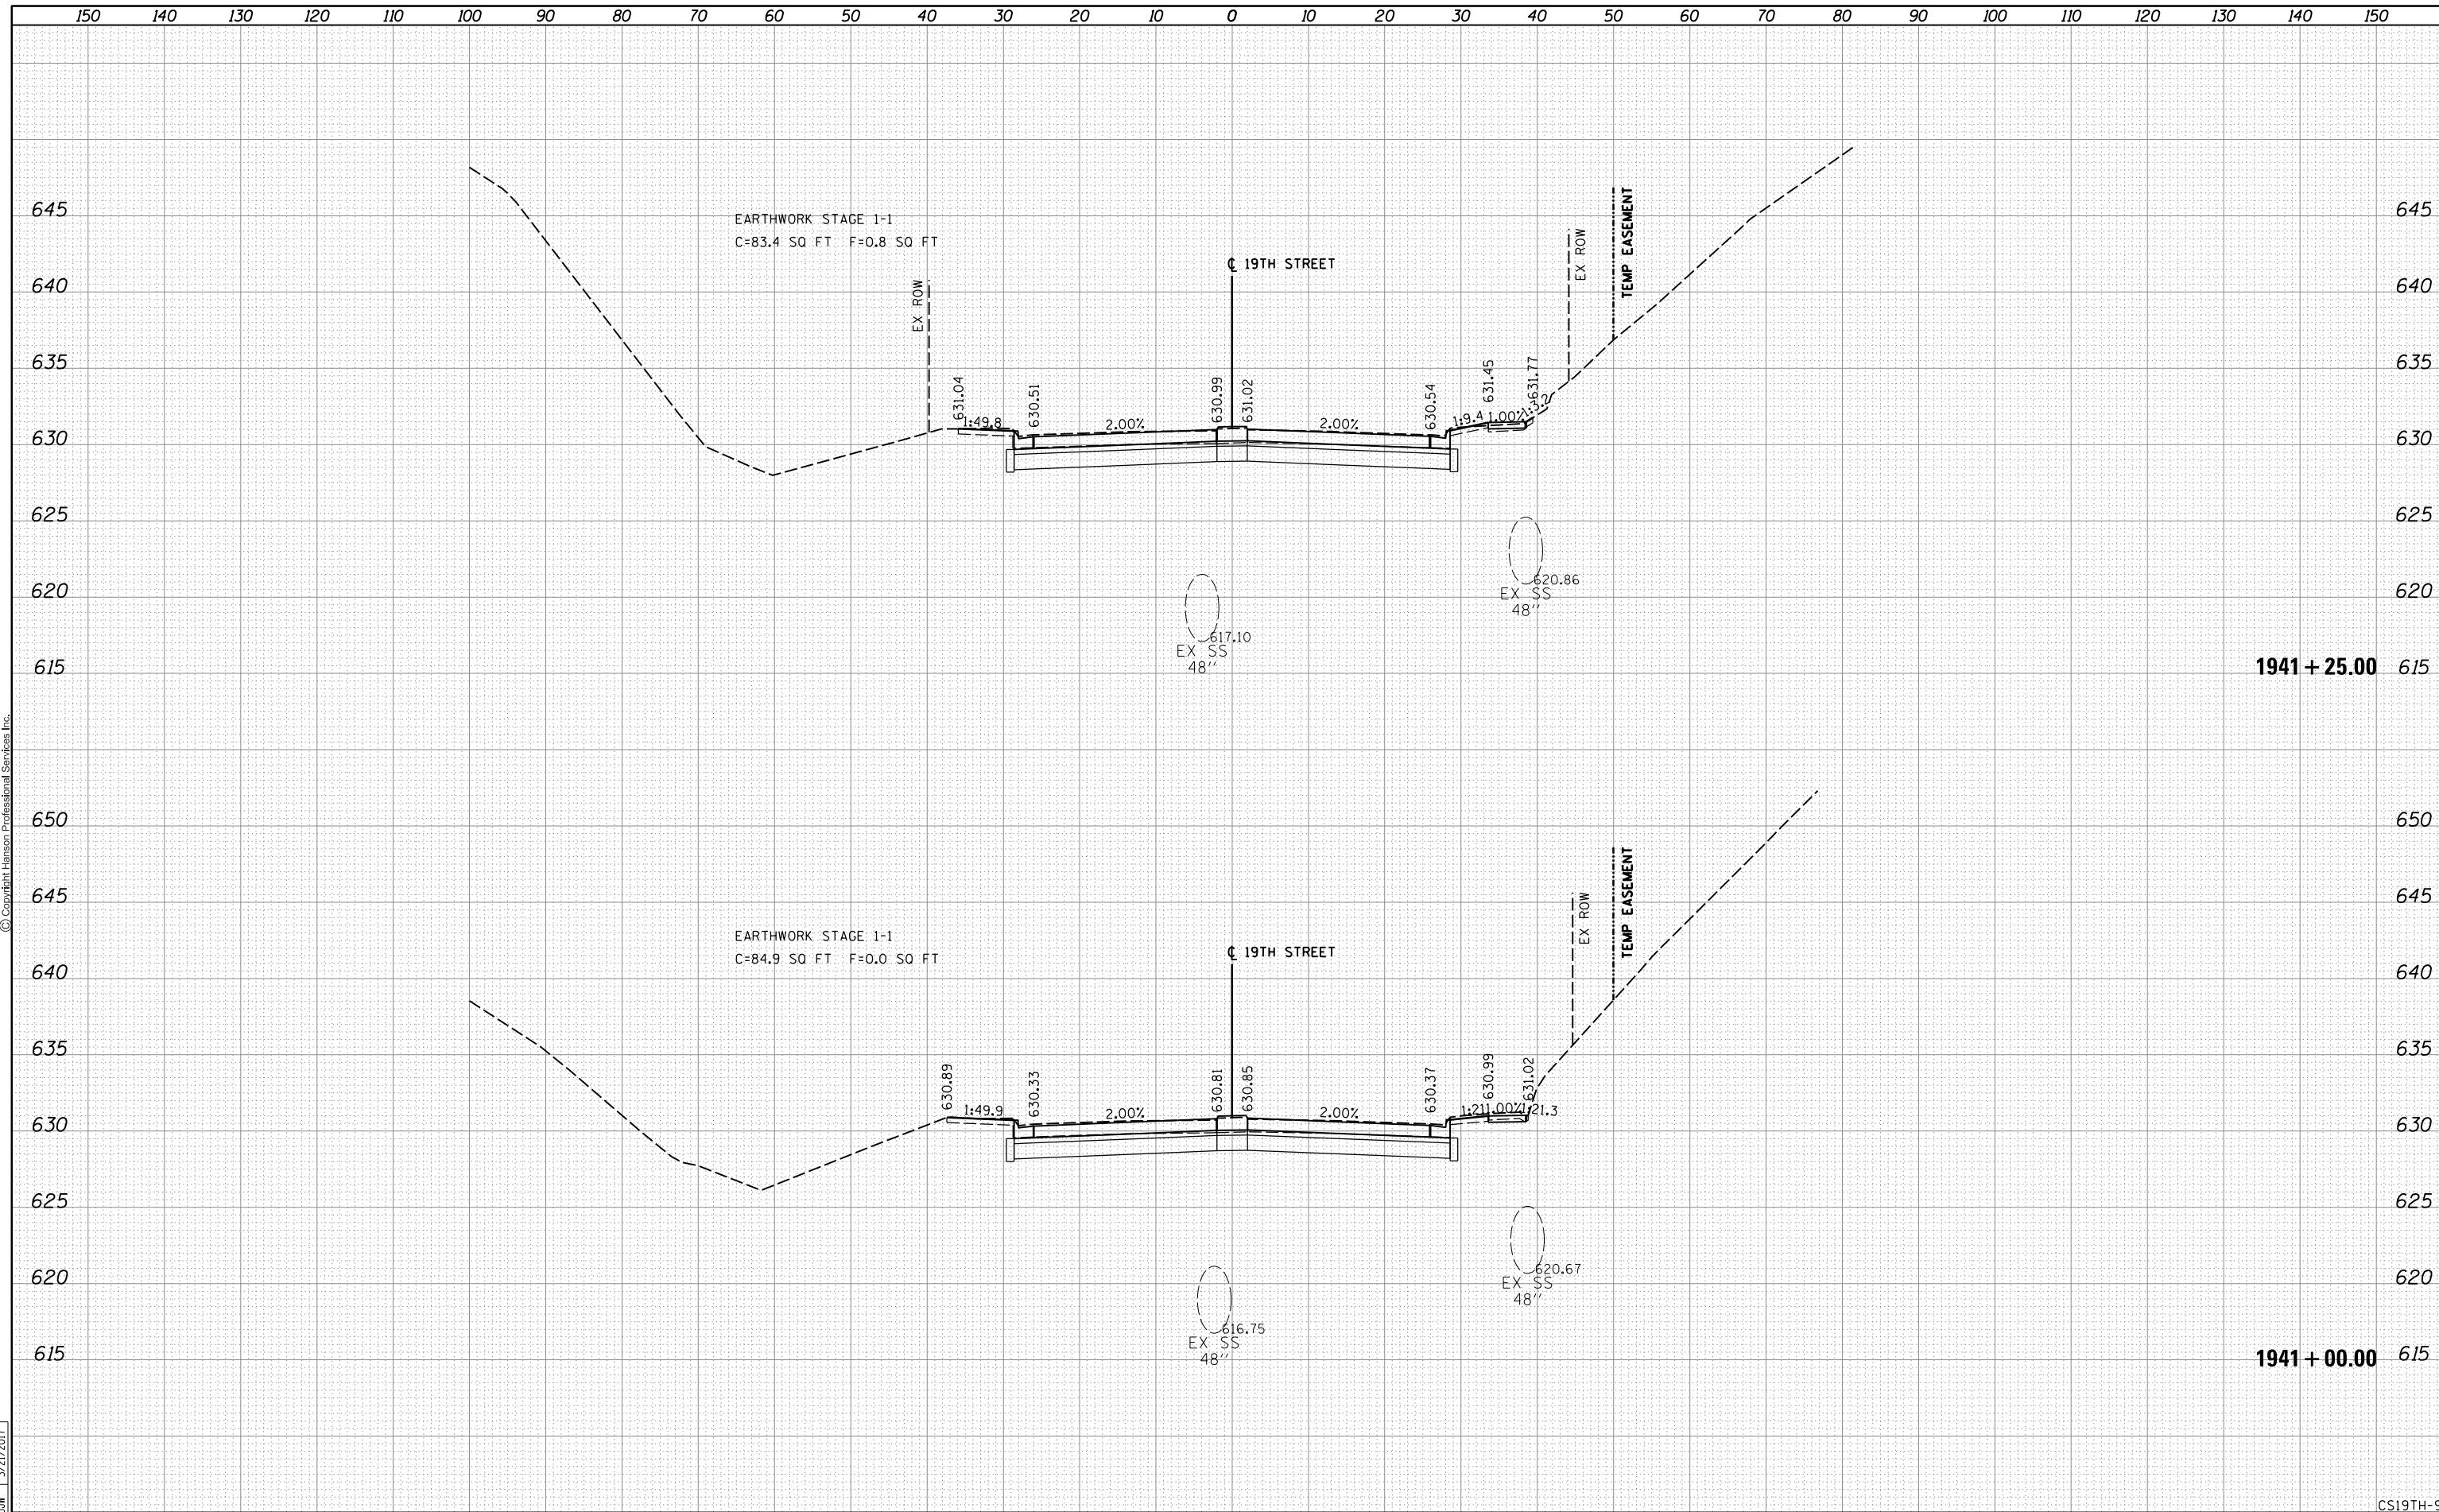 150 140 130 120 110 100 90 80 70 60 50 40 30 20 10 0 10 20 30 40 50 60 70 80 90 100 110 120 130 140 150
645 645
EARTHWORK STAGE 1-1
C=83.4 SQ FT F=0.8 SQ FT
EX ROW
TEMP EASEMENT
℄ 19TH STREET
640 640
EX ROW
635 635
631.04
630.51
630.99
631.02
630.54
631.45
631.77
1:49.8
2.00%
2.00%
1:9.4
1.00%
1:3.2
630 630
625 625
620.86
EX SS
48''
620 620
617.10
EX SS
48''
615
1941 + 25.00 615
© Copyright Hanson Professional Services Inc.
650 650
645 645
EX ROW
TEMP EASEMENT
EARTHWORK STAGE 1-1
C=84.9 SQ FT F=0.0 SQ FT
℄ 19TH STREET
640 640
635 635
630.89
630.33
630.81
630.85
630.37
630.99
631.02
1:49.9
2.00%
2.00%
1:21
1.00%
1:21.3
630 630
625 625
620.67
EX SS
48''
620 620
616.75
EX SS
48''
615
1941 + 00.00 615